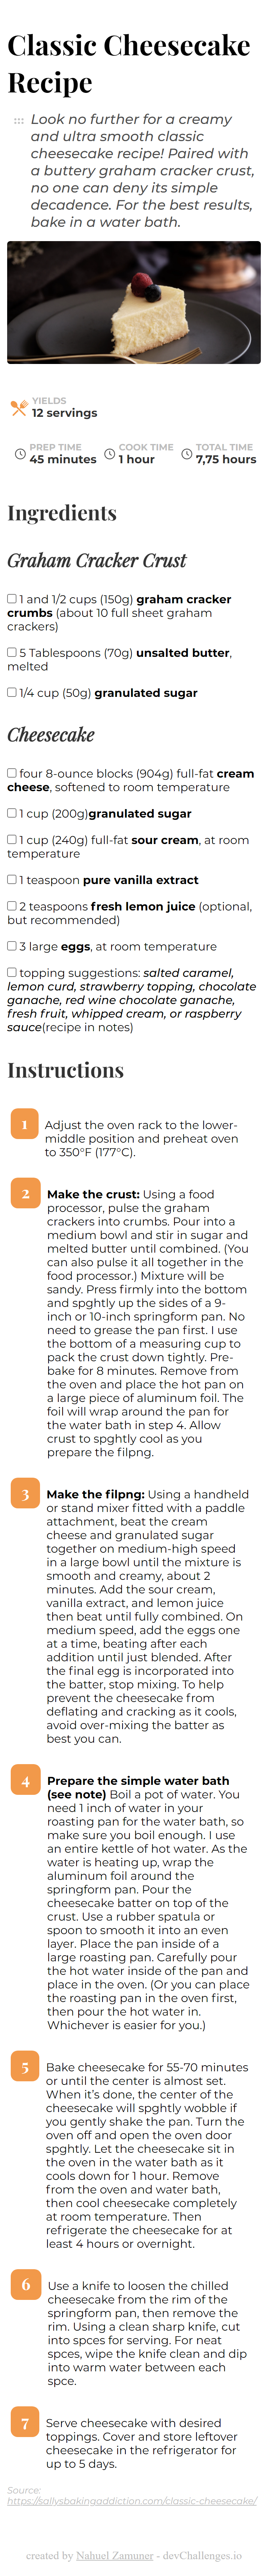 Classic Cheesecake
Recipe
Look no further for a creamy
and ultra smooth classic
cheesecake recipe! Paired with
a buttery graham cracker crust,
no one can deny its simple
decadence. For the best results,
bake in a water bath.
YIELDS
12 servings
PREP TIME
45 minutes
COOK TIME
1 hour
TOTAL TIME
7,75 hours
Ingredients
Graham Cracker Crust
1 and 1/2 cups (150g) graham cracker
crumbs (about 10 full sheet graham
crackers)
5 Tablespoons (70g) unsalted butter,
melted
1/4 cup (50g) granulated sugar
Cheesecake
four 8-ounce blocks (904g) full-fat cream
cheese, softened to room temperature
1 cup (200g)granulated sugar
1 cup (240g) full-fat sour cream, at room
temperature
1 teaspoon pure vanilla extract
2 teaspoons fresh lemon juice (optional,
but recommended)
3 large eggs, at room temperature
topping suggestions: salted caramel,
lemon curd, strawberry topping, chocolate
ganache, red wine chocolate ganache,
fresh fruit, whipped cream, or raspberry
sauce(recipe in notes)
Instructions
1
Adjust the oven rack to the lower-
middle position and preheat oven
to 350°F (177°C).
2
Make the crust: Using a food
processor, pulse the graham
crackers into crumbs. Pour into a
medium bowl and stir in sugar and
melted butter until combined. (You
can also pulse it all together in the
food processor.) Mixture will be
sandy. Press firmly into the bottom
and spghtly up the sides of a 9-
inch or 10-inch springform pan. No
need to grease the pan first. I use
the bottom of a measuring cup to
pack the crust down tightly. Pre-
bake for 8 minutes. Remove from
the oven and place the hot pan on
a large piece of aluminum foil. The
foil will wrap around the pan for
the water bath in step 4. Allow
crust to spghtly cool as you
prepare the filpng.
3
Make the filpng: Using a handheld
or stand mixer fitted with a paddle
attachment, beat the cream
cheese and granulated sugar
together on medium-high speed
in a large bowl until the mixture is
smooth and creamy, about 2
minutes. Add the sour cream,
vanilla extract, and lemon juice
then beat until fully combined. On
medium speed, add the eggs one
at a time, beating after each
addition until just blended. After
the final egg is incorporated into
the batter, stop mixing. To help
prevent the cheesecake from
deflating and cracking as it cools,
avoid over-mixing the batter as
best you can.
4
Prepare the simple water bath
(see note) Boil a pot of water. You
need 1 inch of water in your
roasting pan for the water bath, so
make sure you boil enough. I use
an entire kettle of hot water. As the
water is heating up, wrap the
aluminum foil around the
springform pan. Pour the
cheesecake batter on top of the
crust. Use a rubber spatula or
spoon to smooth it into an even
layer. Place the pan inside of a
large roasting pan. Carefully pour
the hot water inside of the pan and
place in the oven. (Or you can place
the roasting pan in the oven first,
then pour the hot water in.
Whichever is easier for you.)
5
Bake cheesecake for 55-70 minutes
or until the center is almost set.
When it's done, the center of the
cheesecake will spghtly wobble if
you gently shake the pan. Turn the
oven off and open the oven door
spghtly. Let the cheesecake sit in
the oven in the water bath as it
cools down for 1 hour. Remove
from the oven and water bath,
then cool cheesecake completely
at room temperature. Then
refrigerate the cheesecake for at
least 4 hours or overnight.
6
Use a knife to loosen the chilled
cheesecake from the rim of the
springform pan, then remove the
rim. Using a clean sharp knife, cut
into spces for serving. For neat
spces, wipe the knife clean and dip
into warm water between each
spce.
7
Serve cheesecake with desired
toppings. Cover and store leftover
cheesecake in the refrigerator for
up to 5 days.
Source:
https://sallysbakingaddiction.com/classic-cheesecake/
created by Nahuel Zamuner - devChallenges.io